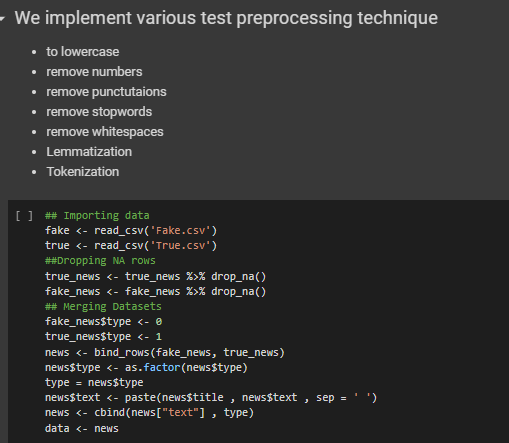 We implement various test preprocessing technique
• to lowercase
• remove numbers
• remove punctutaions
• remove stopwords
• remove whitespaces
• Lemmatization
• Tokenization
[ ] ## Importing data
fake <- read_csv('Fake.csv')
true <- read_csv('True.csv')
##Dropping NA rows
true_news <- true_news %>% drop_na()
fake_news <- fake_news %>% drop_na()
## Merging Datasets
fake_news$type <- 0
true_news$type <- 1
news <- bind_rows(fake_news, true_news)
news$type <- as.factor(news$type)
type = news$type
news$text <- paste(news$title , news$text , sep = ' ')
news <- cbind(news["text"] , type)
data <- news